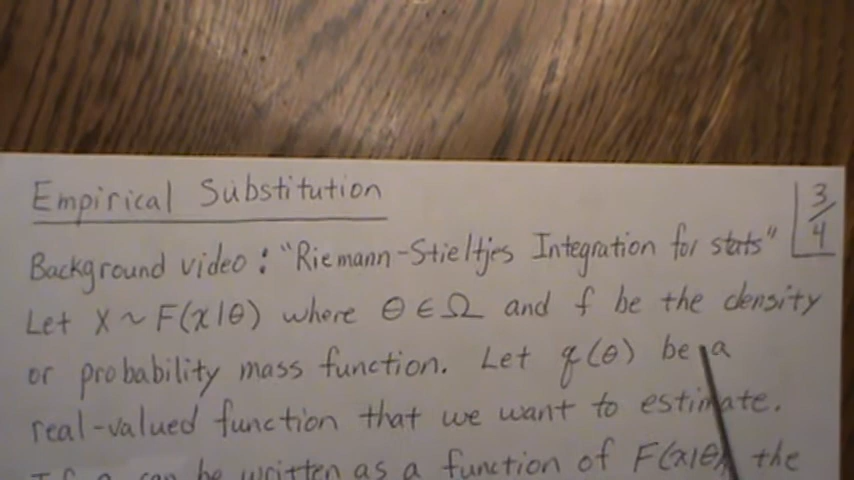 Empirical Substitution
3/4
Background video: "Riemann-Stieltjes Integration for stats"
Let X ~ F(x|θ) where θ ∈ Ω and f be the density
or probability mass function. Let q(θ) be a
real-valued function that we want to estimate.
If q can be written as a function of F(x|θ), the